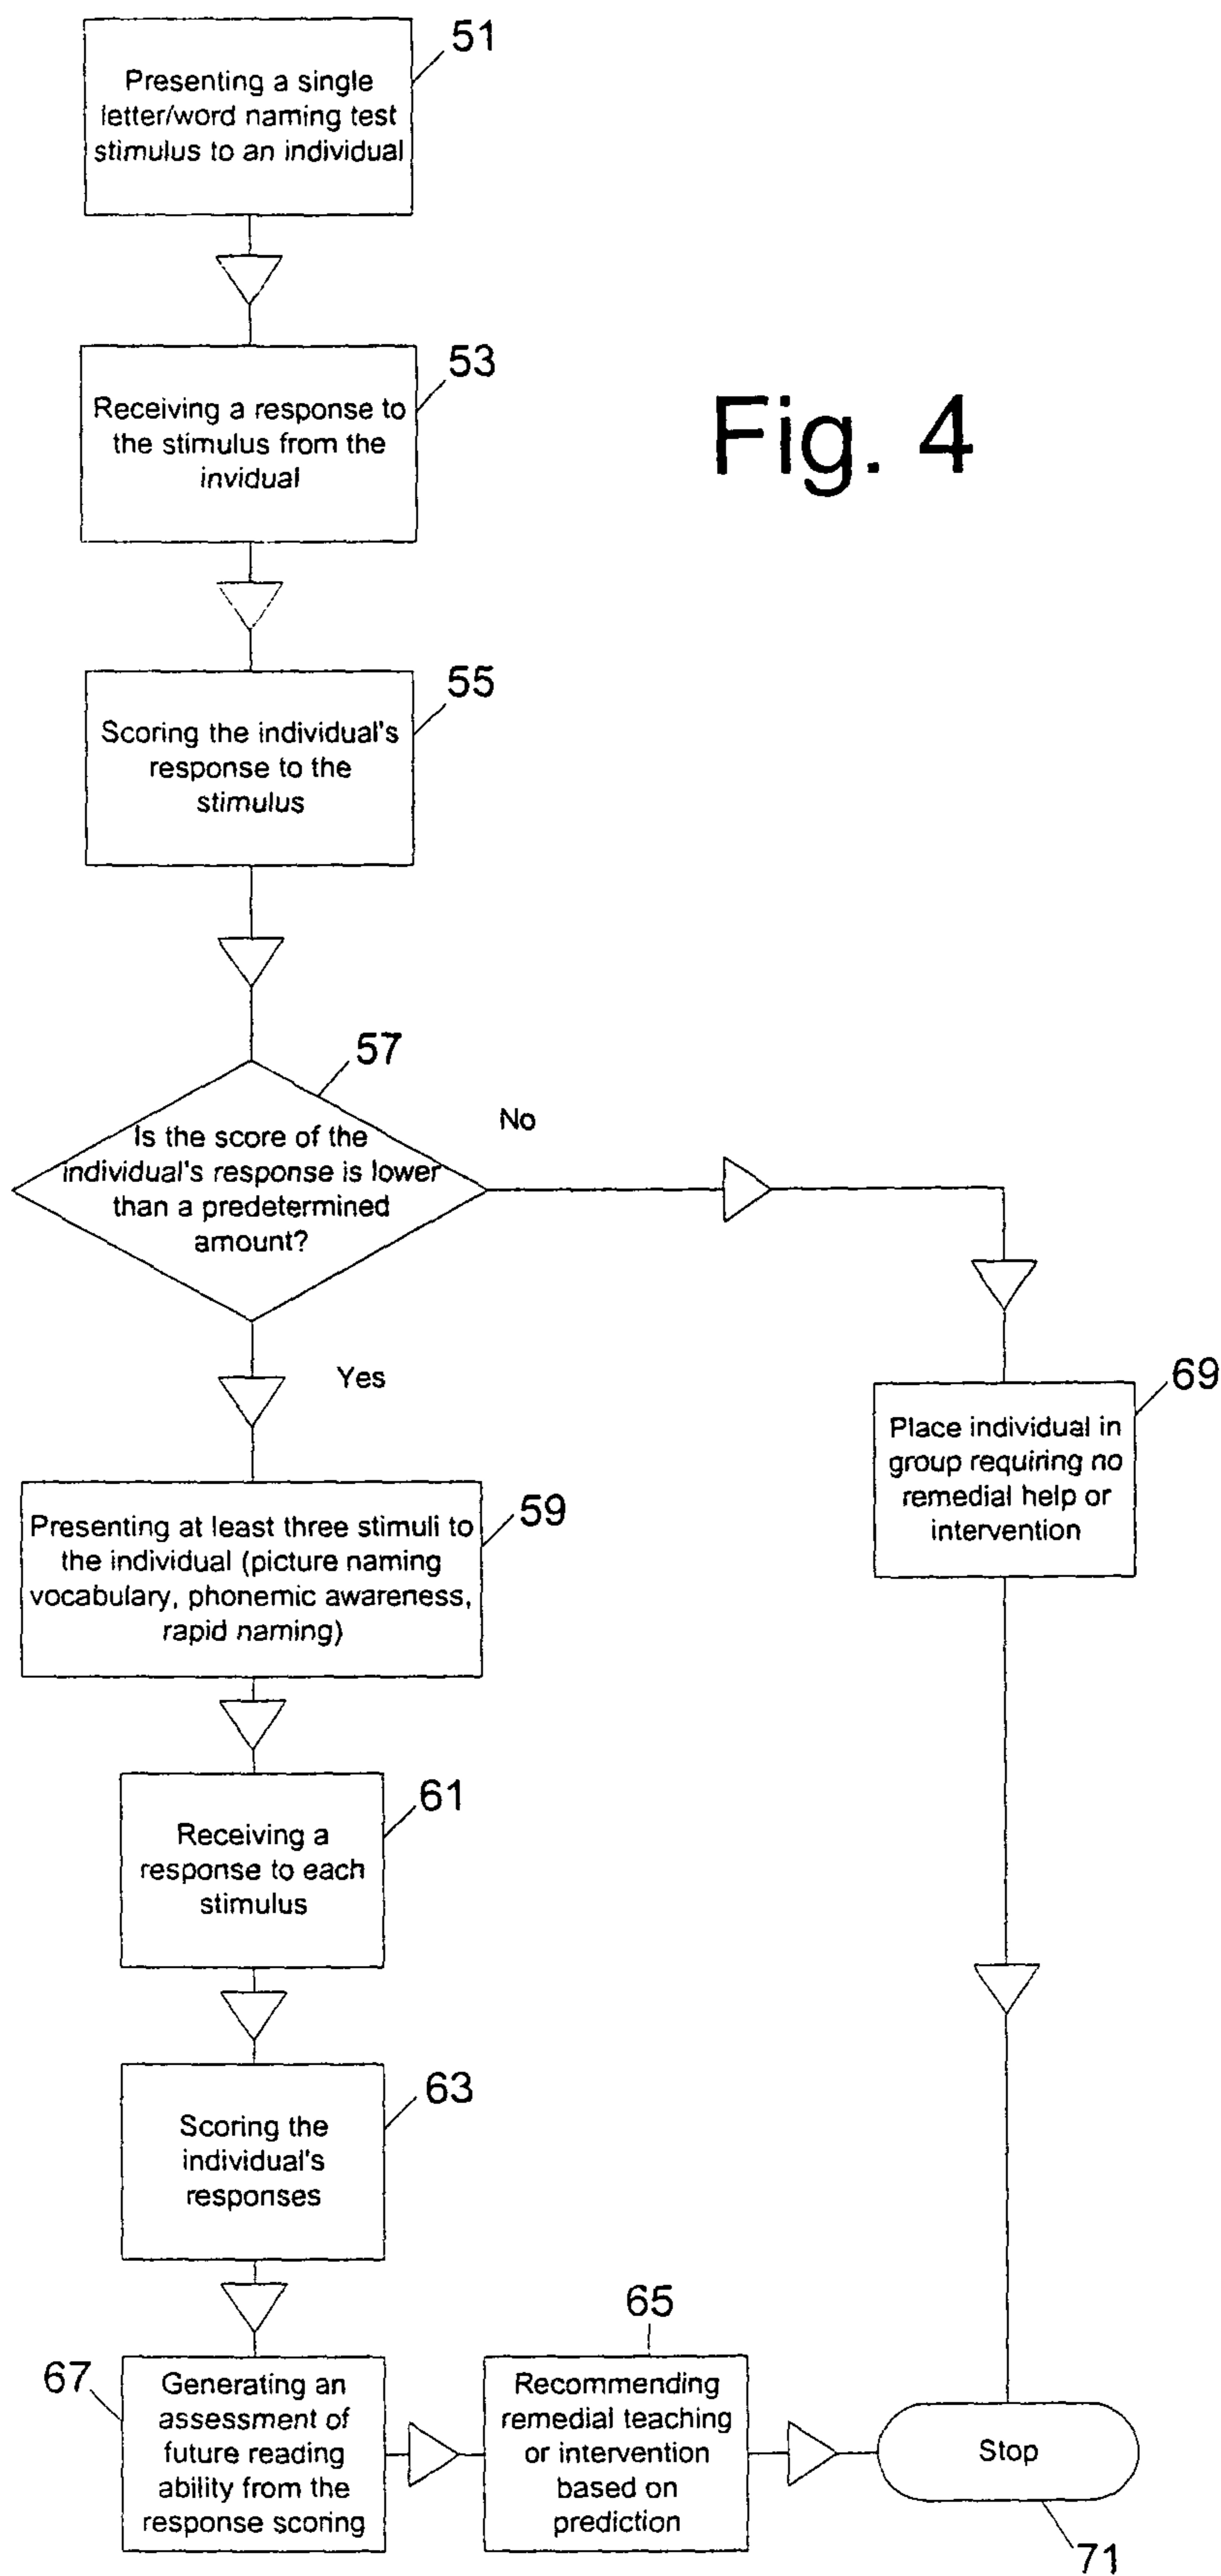 51
Presenting a single
letter/word naming test
stimulus to an individual
53
Receiving a response to
the stimulus from the
invidual
Fig. 4
55
Scoring the individual's
response to the
stimulus
57
Is the score of the
individual's response is lower
than a predetermined
amount?
No
Yes
69
Place individual in
group requiring no
remedial help or
intervention
59
Presenting at least three stimuli to
the individual (picture naming
vocabulary, phonemic awareness,
rapid naming)
61
Receiving a
response to each
stimulus
63
Scoring the
individual's
responses
67
Generating an
assessment of
future reading
ability from the
response scoring
65
Recommending
remedial teaching
or intervention
based on
prediction
Stop
71